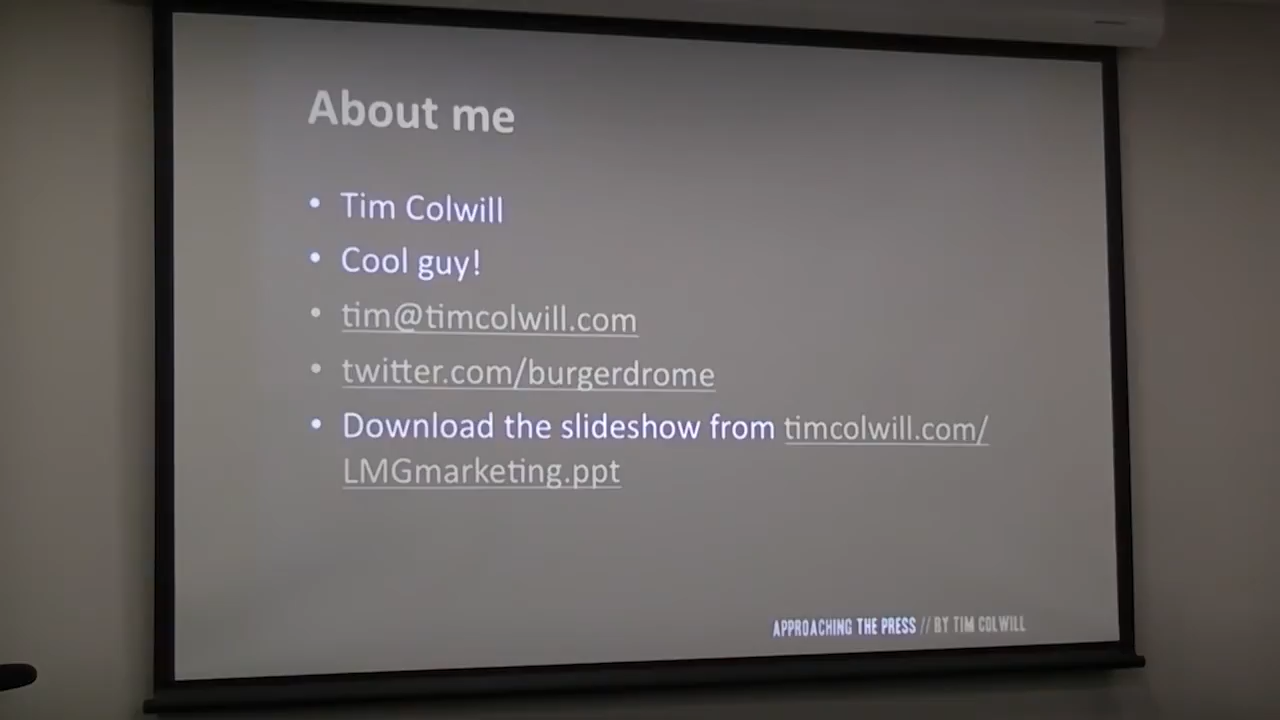 About me
• Tim Colwill
• Cool guy!
• tim@timcolwill.com
• twitter.com/burgerdrome
• Download the slideshow from timcolwill.com/
LMGmarketing.ppt
APPROACHING THE PRESS // BY TIM COLWILL